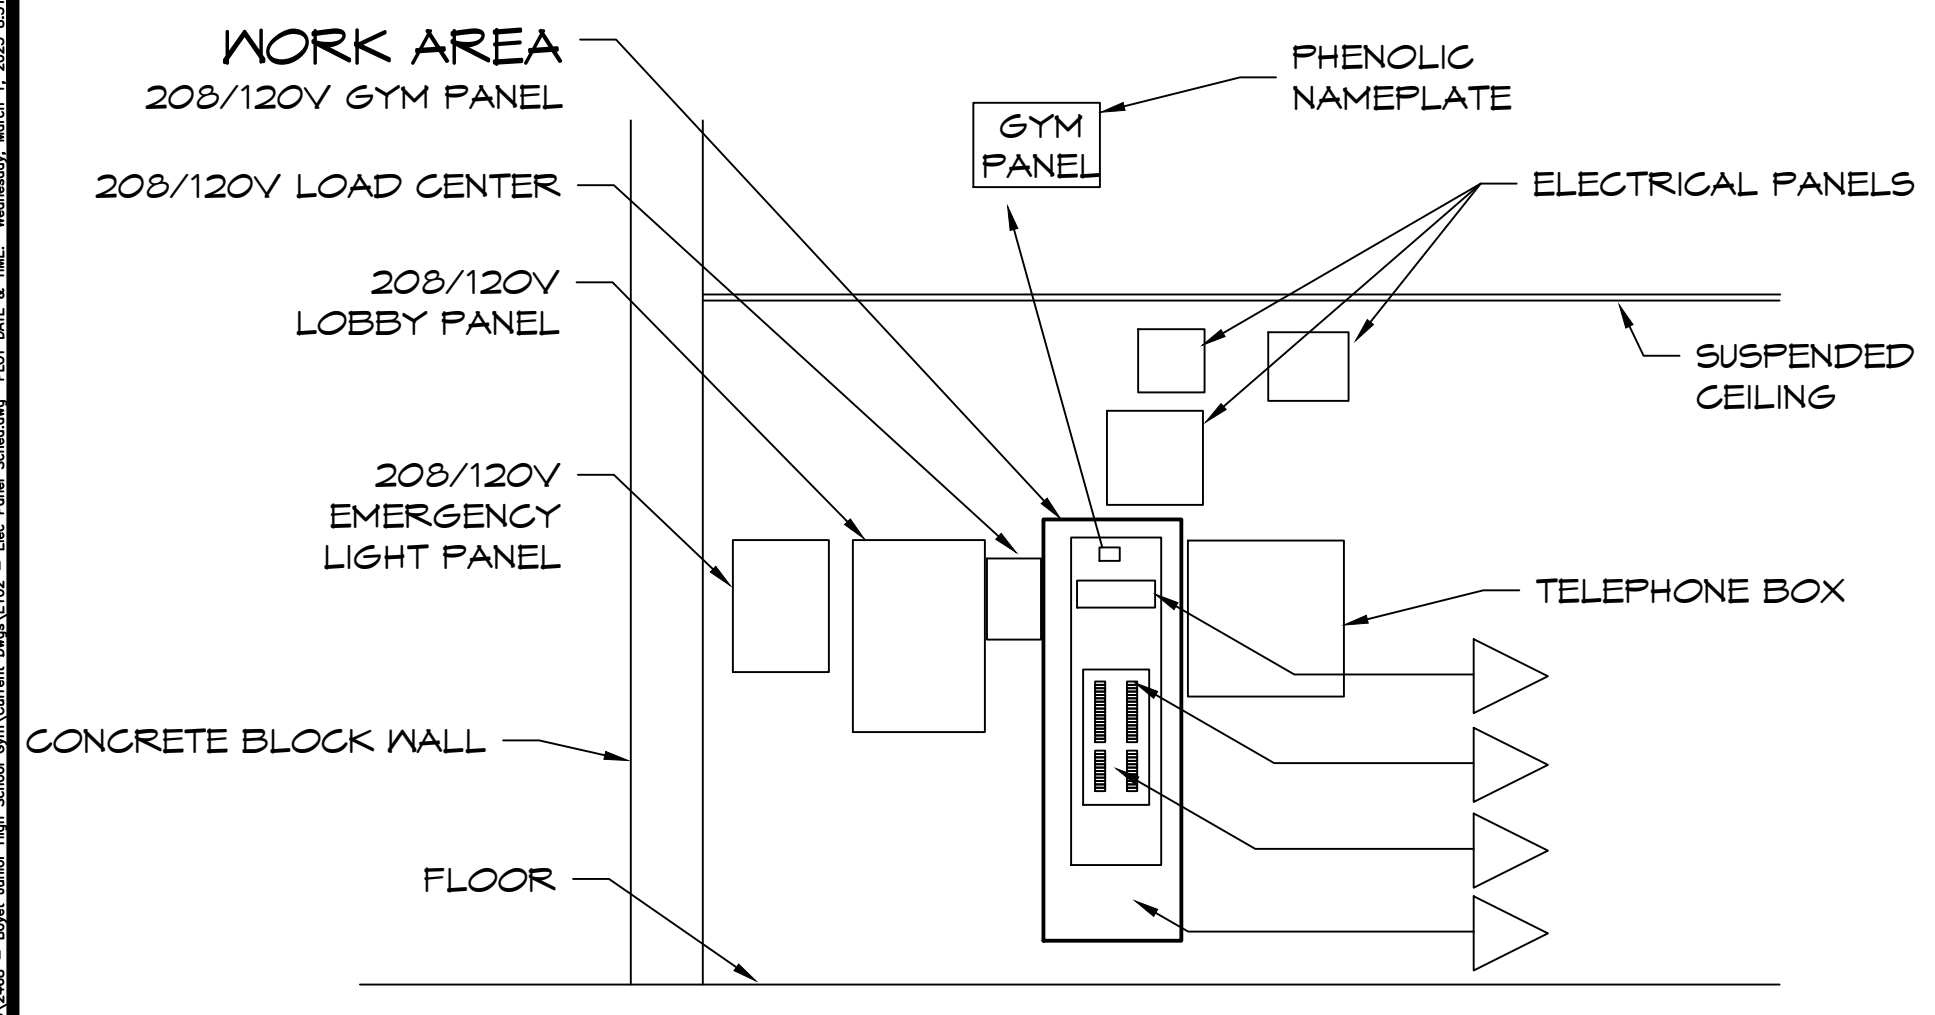 WORK AREA
208/120V GYM PANEL
208/120V LOAD CENTER
208/120V
LOBBY PANEL
208/120V
EMERGENCY
LIGHT PANEL
CONCRETE BLOCK WALL
FLOOR
GYM
PANEL
PHENOLIC
NAMEPLATE
ELECTRICAL PANELS
SUSPENDED
CEILING
TELEPHONE BOX